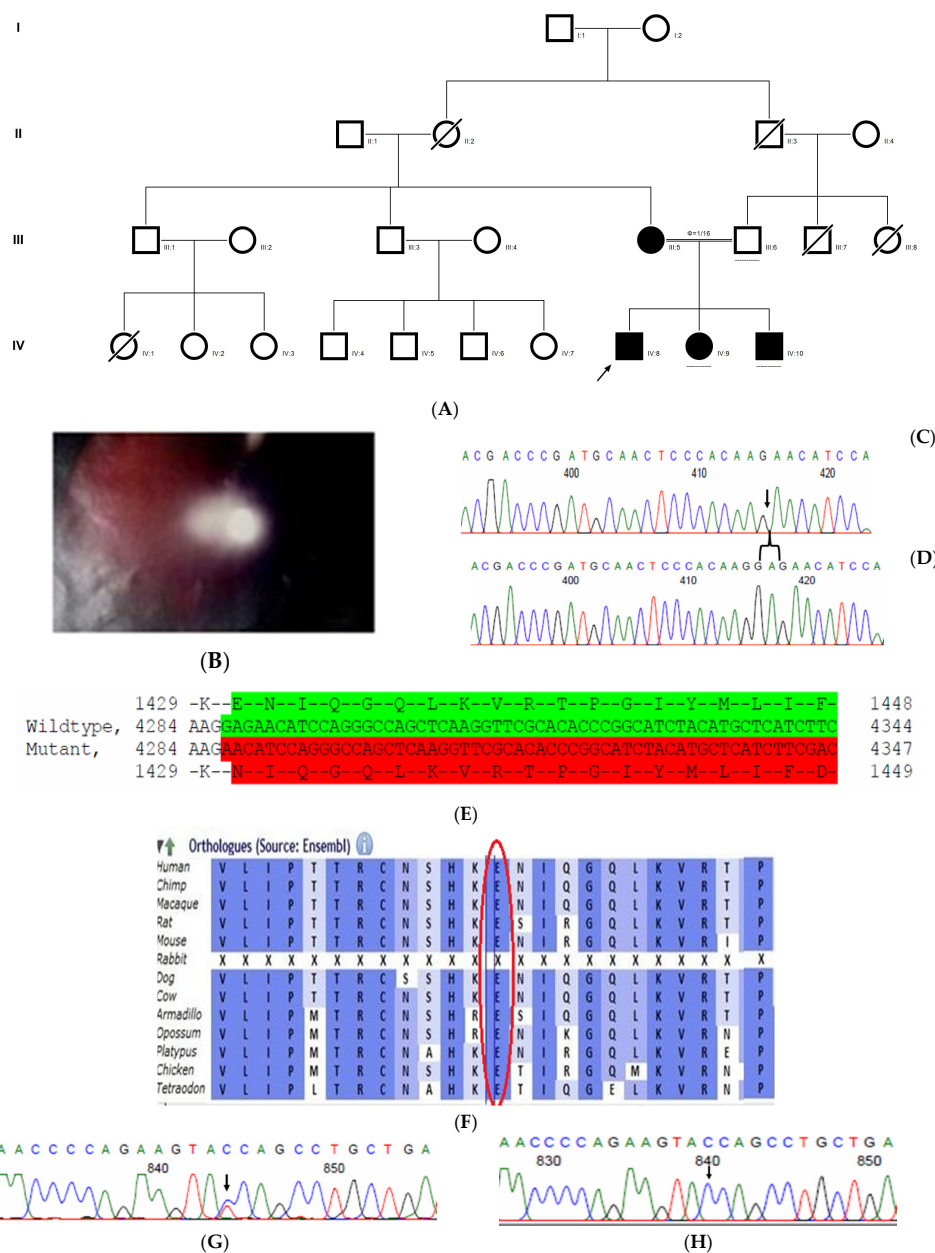 I
I:1
I:2
II
II:1
II:2
II:3
II:4
III
III:1
III:2
III:3
III:4
III:5
Φ=1/16
III:6
III:7
III:8
IV
IV:1
IV:2
IV:3
IV:4
IV:5
IV:6
IV:7
IV:8
IV:9
IV:10
(A)
(B)
(C)
A C G A C C C G A T G C A A C T C C C A C A A G A A C A T C C A
400 410 420
(D)
A C G A C C C G A T G C A A C T C C C A C A A G G A G A A C A T C C A
400 410 420
1429 -K--E--N--I--Q--G--Q--L--K--V--R--T--P--G--I--Y--M--L--I--F- 1448
Wildtype, 4284 AAGGAGAACATCCAGGGCCAGCTCAAGGTTCGCACACCCGGCATCTACATGCTCATCTTC 4344
Mutant, 4284 AAGAACATCCAGGGCCAGCTCAAGGTTCGCACACCCGGCATCTACATGCTCATCTTCGAC 4347
1429 -K--N--I--Q--G--Q--L--K--V--R--T--P--G--I--Y--M--L--I--F--D- 1449
(E)
Orthologues (Source: Ensembl)
Human V L I P T T R C N S H K E N I Q G Q L K V R T P
Chimp V L I P T T R C N S H K E N I Q G Q L K V R T P
Macaque V L I P T T R C N S H K E N I Q G Q L K V R T P
Rat V L I P T T R C N S H K E S I R G Q L K V R T P
Mouse V L I P T T R C N S H K E N I R G Q L K V R I P
Rabbit X X X X X X X X X X X X X X X X X X X X X X X X
Dog V L I P T T R C S S H K E N I Q G Q L K V R T P
Cow V L I P T T R C N S H K E N I Q G Q L K V R T P
Armadillo V L I P M T R C N S H R E S I Q G Q L K V R T P
Opossum V L I P M T R C N S H R E N I K G Q L K V R N P
Platypus V L I P M T R C N A H K E N I R G Q L K V R E P
Chicken V L I P M T R C N S H K E T I R G Q M K V R N P
Tetraodon V L I P L T R C N A H K E T I Q G E L K V R N P
(F)
A A C C C C A G A A G T A C C A G C C T G C T G A
840 850
(G)
A A C C C C A G A A G T A C C A G C C T G C T G A
830 840 850
(H)